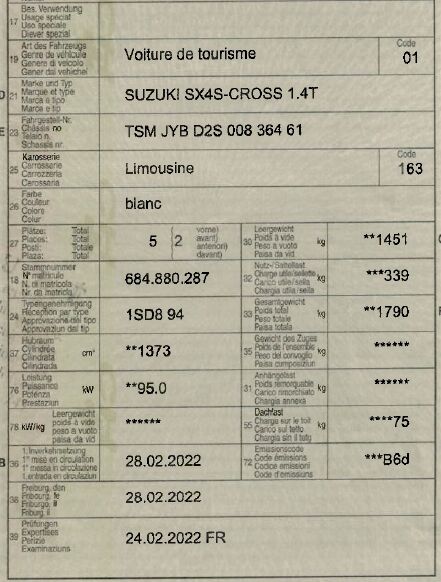 Bes. Verwendung
17 Usage spécial
Uso speciale
Diever spezial
Art des Fahrzeugs
19 Genre de véhicule Voiture de tourisme Code 01
Genere di veicolo
Gener dal vehichel
Marke und Typ
D 21 Marque et type SUZUKI SX4S-CROSS 1.4T
Marca e tipo
Marca e tip
Fahrgestell-Nr.
E 23 Châssis no TSM JYB D2S 008 364 61
Telaio n.
Schassis nr.
Karosserie
25 Carrosserie Limousine Code 163
Carrozzeria
Carossaria
Farbe
26 Couleur blanc
Colore
Colur
Plätze: Total vorne) Leergewicht
27 Places: Total 5 (2 avant) 30 Poids à vide kg **1451
Posti: Totale anteriori) Peso a vuoto
Plaza: Total davant) Paisa da vid
Stammnummer Nutz-/Sattellast
18 N° matricule 684.880.287 32 Charge utile/sellette kg ***339
N. di matricola Carico utile/sella
Nr. da matricla Chargia utila/sella
Typengenehmigung Gesamtgewicht
24 Réception par type 1SD8 94 33 Poids total kg **1790
Approvazione del tipo Peso totale
Approvaziun dal tip Paisa totala
Hubraum Gewicht des Zuges
37 Cylindrée cm³ **1373 35 Poids de l'ensemble kg ******
Cilindrata Peso del convoglio
Cilindrada Paisa cumposiziun
Leistung Anhängelast
76 Puissance kW **95.0 31 Poids remorquable kg ******
Potenza Carico rimorchiato
Prestaziun Chargia annexa
Leergewicht Dachlast
78 kW/kg poids à vide ****** 55 Charge sur le toit kg ****75
peso a vuoto Carico sul tetto
paisa da vid Chargia sin il tetg
1. Inverkehrsetzung Emissionscode
B 36 1re mise en circulation 28.02.2022 72 Code émissions ***B6d
1a messa in circolazione Codice emissioni
1. entrada en circulaziun Code d'emissiuns
Freiburg, den
38 Fribourg, le 28.02.2022
Friburgo, il
Friburg, il
Prüfungen
39 Expertises 24.02.2022 FR
Perizie
Examinaziuns